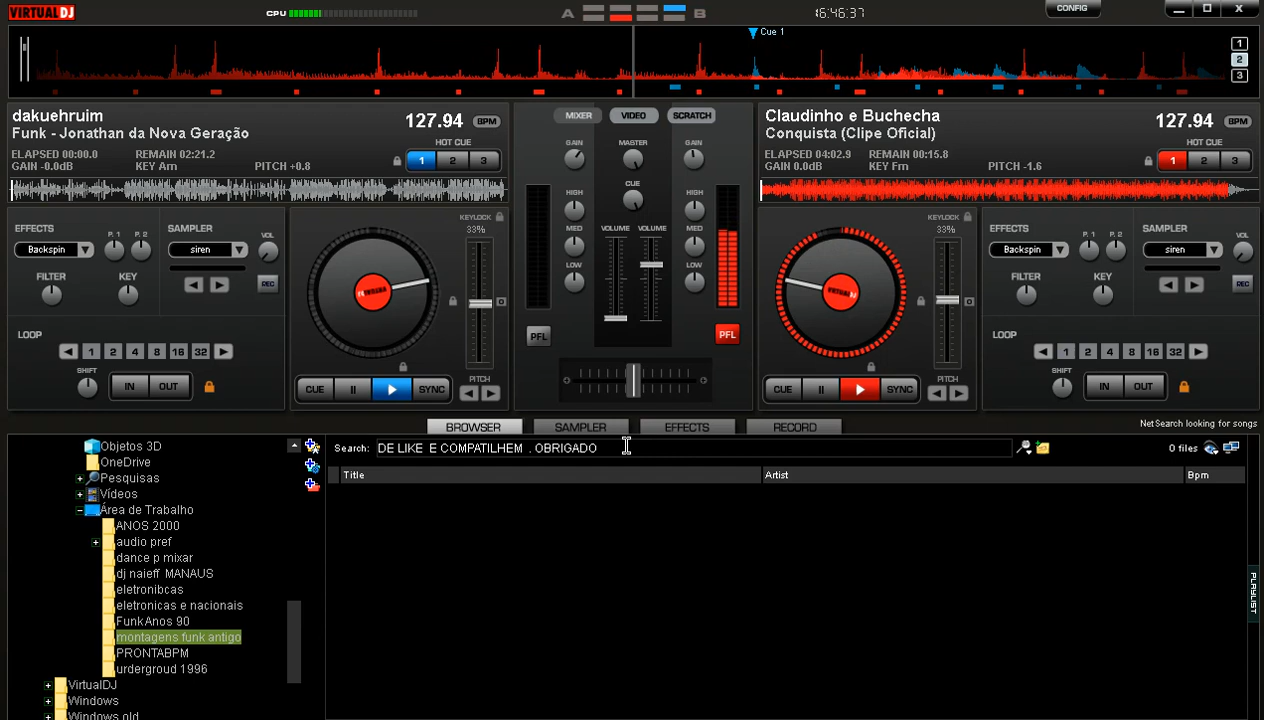 VIRTUAL DJ
CPU
A
B
16:46:37
CONFIG
Cue 1
1
2
3
dakuehruim
Funk - Jonathan da Nova Geração
127.94 BPM
HOT CUE
ELAPSED 00:00.0 REMAIN 02:21.2
GAIN -0.0dB KEY Am PITCH +0.8
1 2 3
MIXER VIDEO SCRATCH
GAIN MASTER GAIN
CUE
HIGH HIGH
MED VOLUME VOLUME MED
LOW LOW
PFL PFL
Claudinho e Buchecha
Conquista (Clipe Oficial)
127.94 BPM
HOT CUE
ELAPSED 04:02.9 REMAIN 00:15.8
GAIN -0.0dB KEY Fm PITCH -1.6
1 2 3
EFFECTS P. 1 P. 2 SAMPLER VOL
Backspin siren
FILTER KEY REC
LOOP
1 2 4 8 16 32
SHIFT IN OUT
KEYLOCK
33%
CUE SYNC PITCH
KEYLOCK
33%
VIRTUAL DJ
CUE SYNC PITCH
EFFECTS P. 1 P. 2 SAMPLER VOL
Backspin siren
FILTER KEY REC
LOOP
1 2 4 8 16 32
SHIFT IN OUT
BROWSER SAMPLER EFFECTS RECORD
NetSearch looking for songs
Objetos 3D
OneDrive
Pesquisas
Vídeos
Área de Trabalho
ANOS 2000
audio pref
dance p mixar
dj naieff MANAUS
eletronibcas
eletronicas e nacionais
FunkAnos 90
montagens funk antigo
PRONTABPM
urdergroud 1996
VirtualDJ
Windows
Windows.old
Search: DE LIKE E COMPATILHEM . OBRIGADO
0 files
Title Artist Bpm
PLAYLIST